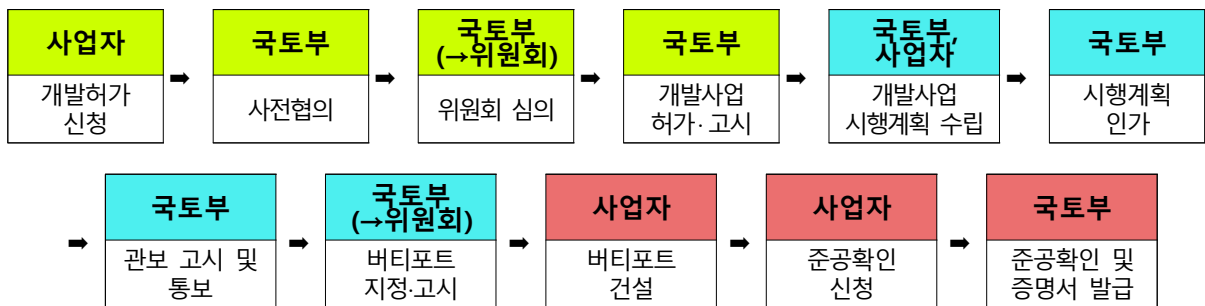 사업자
개발허가
신청
➡
국토부
사전협의
➡
국토부
(→위원회)
위원회 심의
➡
국토부
개발사업
허가·고시
➡
국토부,
사업자
개발사업
시행계획 수립
➡
국토부
시행계획
인가
➡
국토부
관보 고시 및
통보
➡
국토부
(→위원회)
버티포트
지정·고시
➡
사업자
버티포트
건설
➡
사업자
준공확인
신청
➡
국토부
준공확인 및
증명서 발급